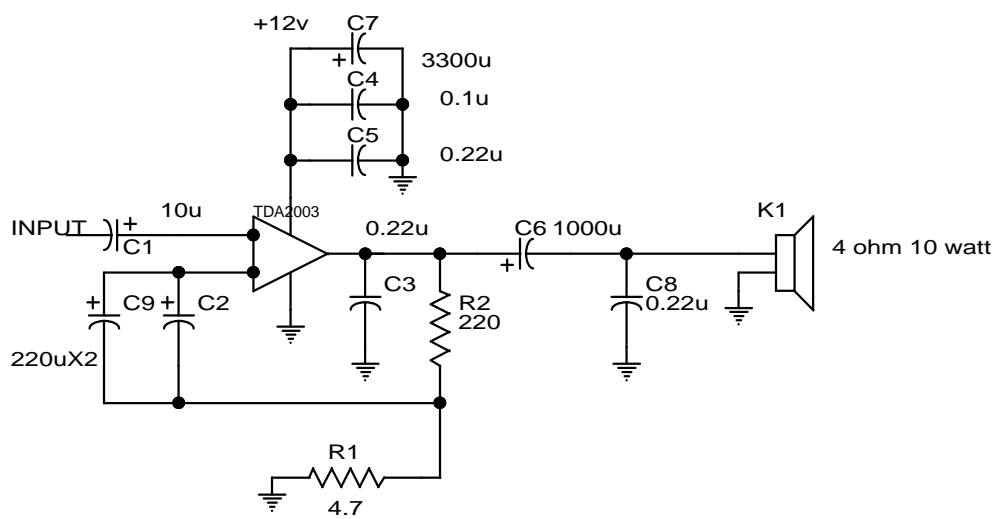 +12v
C7
+
3300u
C4
0.1u
C5
0.22u
INPUT
+
C1
10u
TDA2003
0.22u
C6 1000u
+
K1
4 ohm 10 watt
+
C9
+
C2
C3
R2
220
C8
0.22u
220uX2
R1
4.7